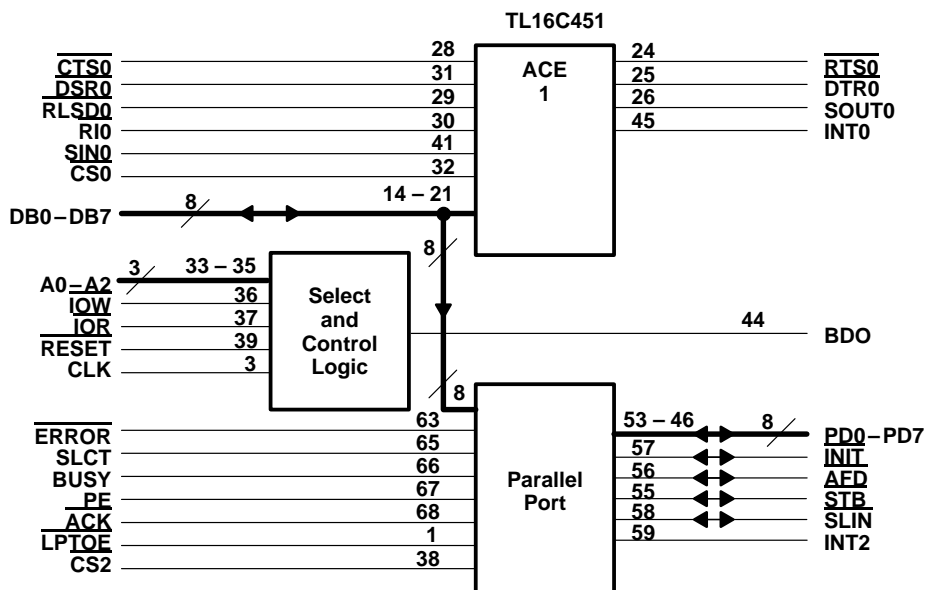 TL16C451
CTS0 28
DSR0 31
RLSD0 29
RI0 30
SIN0 41
CS0 32
ACE
1
24 RTS0
25 DTR0
26 SOUT0
45 INT0
DB0–DB7 8 14 – 21
8
A0–A2 3 33 – 35
IOW 36
IOR 37
RESET 39
CLK 3
Select
and
Control
Logic
44 BDO
8
ERROR 63
SLCT 65
BUSY 66
PE 67
ACK 68
LPTOE 1
CS2 38
Parallel
Port
53 – 46 8 PD0–PD7
57 INIT
56 AFD
55 STB
58 SLIN
59 INT2